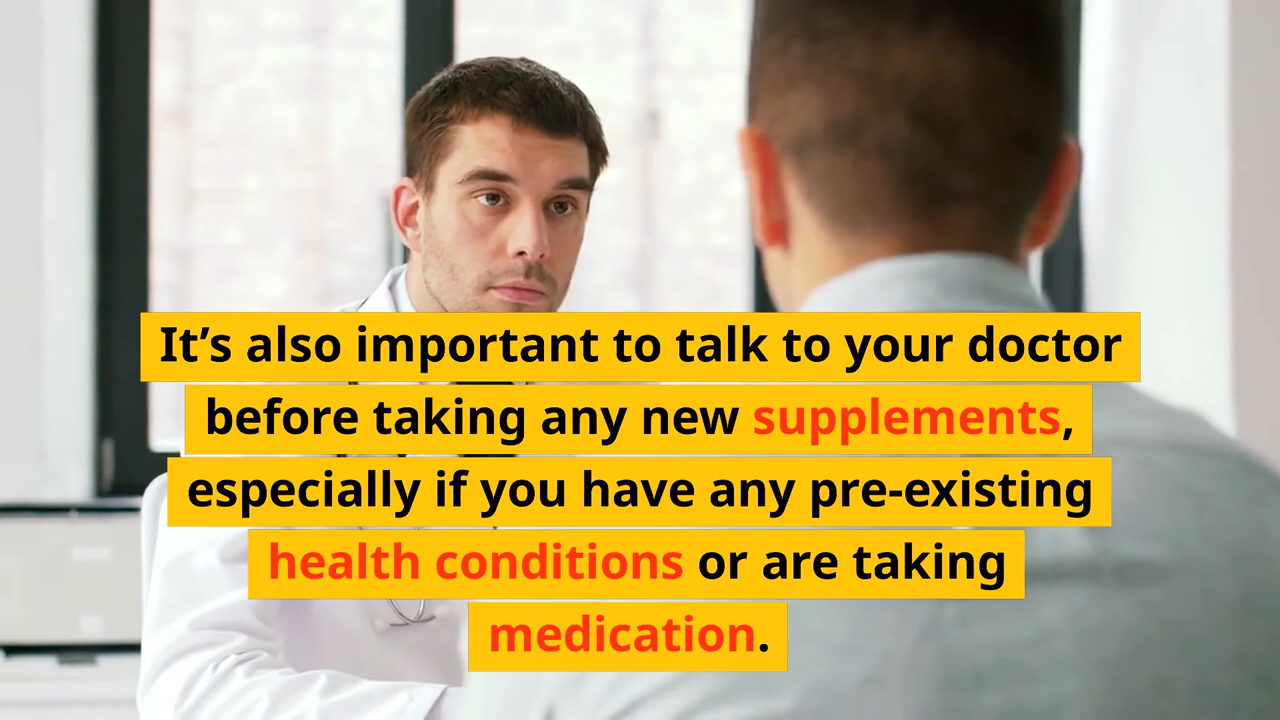 It’s also important to talk to your doctor
before taking any new supplements,
especially if you have any pre-existing
health conditions or are taking
medication.